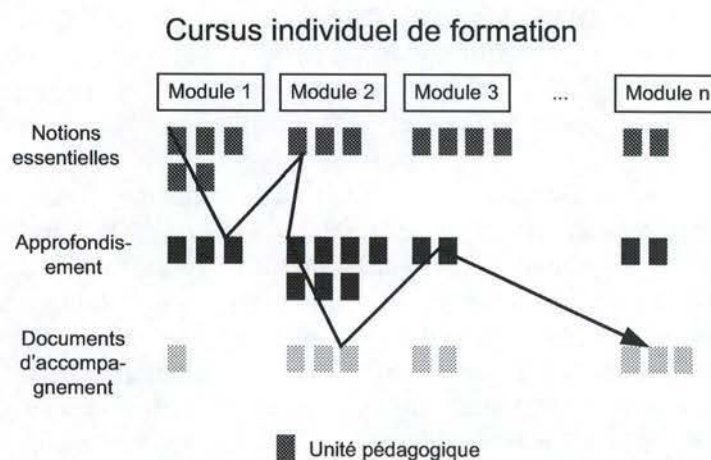 Cursus individuel de formation
Module 1 Module 2 Module 3 ... Module n
Notions
essentielles
Approfondis-
sement
Documents
d'accompa-
gnement
Unité pédagogique